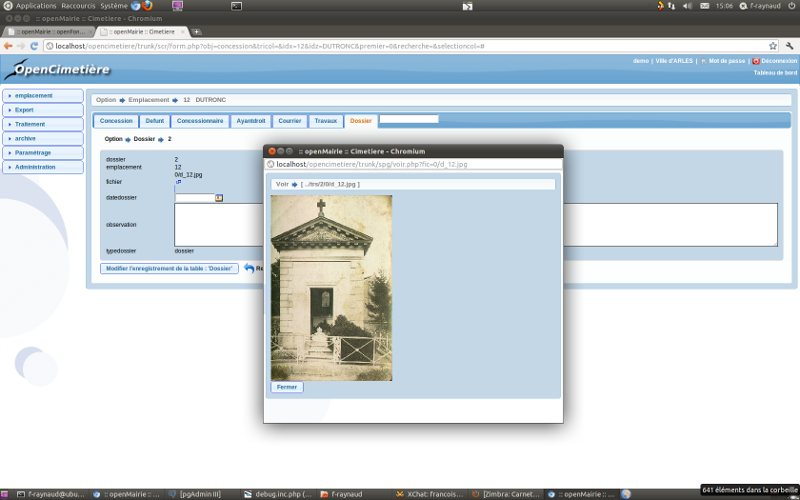 Applications Raccourcis Système 15:06 f-raynaud
:: openMairie :: Cimetiere - Chromium
:: openMairie :: openfon... :: openMairie :: Cimetiere
localhost/opencimetiere/trunk/scr/form.php?obj=concession&tricol=&idx=12&idz=DUTRONC&premier=0&recherche=&selectioncol=#
OpenCimetière
demo | Ville d'ARLES | Mot de passe | Déconnexion
Tableau de bord
emplacement
Export
Traitement
archive
Paramétrage
Administration
Option Emplacement 12 DUTRONC
Concession Defunt Concessionnaire Ayantdroit Courrier Travaux Dossier
Option Dossier 2
dossier 2
emplacement 12
0/d_12.jpg
fichier
datedossier
observation
typedossier dossier
Modifier l'enregistrement de la table : 'Dossier' Re
:: openMairie :: Cimetiere - Chromium
localhost/opencimetiere/trunk/spg/voir.php?fic=0/d_12.jpg
Voir [ ../trs/2/0/d_12.jpg ]
Fermer
641 éléments dans la corbeille
f-raynaud@ubu... :: openMairie :: ... [pgAdmin III] debug.inc.php (... f-raynaud XChat: francois... [Zimbra: Carnet... :: openMairie :: ...